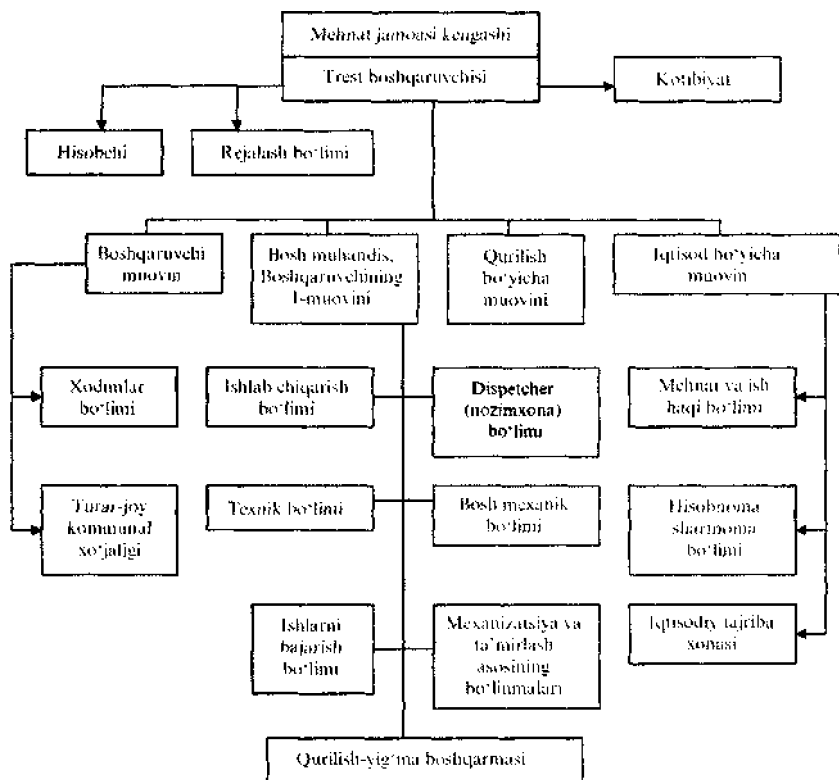 Mehnat jamoasi kengashi
Trest boshqaruvchisi
Kotibiyat
Hisobchi
Rejalash bo‘limi
Boshqaruvchi
muovin
Bosh muhandis,
Boshqaruvchining
1-muovini
Qurilish
bo‘yicha
muovini
Iqtisod bo‘yicha
muovin
Xodimlar
bo‘limi
Ishlab chiqarish
bo‘limi
Dispetcher
(nozimxona)
bo‘limi
Mehnat va ish
haqi bo‘limi
Turar-joy
kommunal
xo‘jaligi
Texnik bo‘limi
Bosh mexanik
bo‘limi
Hisobnoma
shartnoma
bo‘limi
Ishlarni
bajarish
bo‘limi
Mexanizatsiya va
ta’mirlash
asosining
bo‘linmalari
Iqtisodiy tajriba
xonasi
Qurilish-yig‘ma boshqarmasi